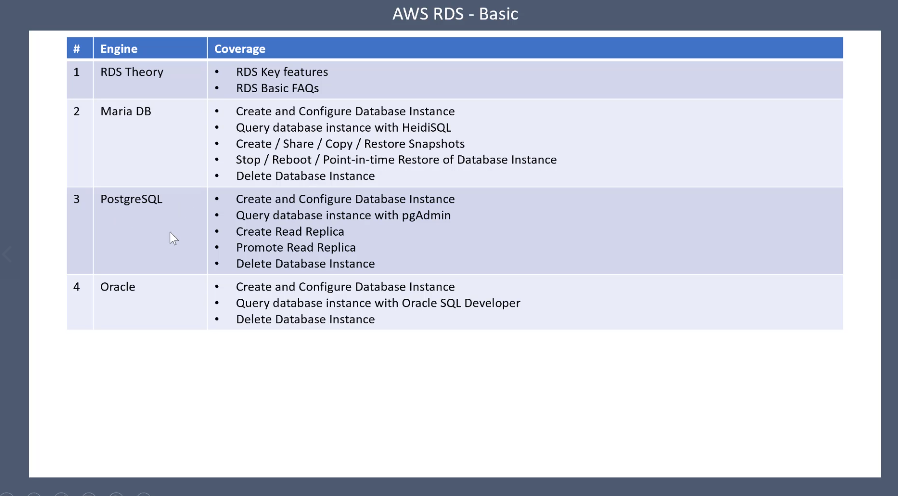 AWS RDS - Basic
# Engine Coverage
1 RDS Theory • RDS Key features
• RDS Basic FAQs
2 Maria DB • Create and Configure Database Instance
• Query database instance with HeidiSQL
• Create / Share / Copy / Restore Snapshots
• Stop / Reboot / Point-in-time Restore of Database Instance
• Delete Database Instance
3 PostgreSQL • Create and Configure Database Instance
• Query database instance with pgAdmin
• Create Read Replica
• Promote Read Replica
• Delete Database Instance
4 Oracle • Create and Configure Database Instance
• Query database instance with Oracle SQL Developer
• Delete Database Instance